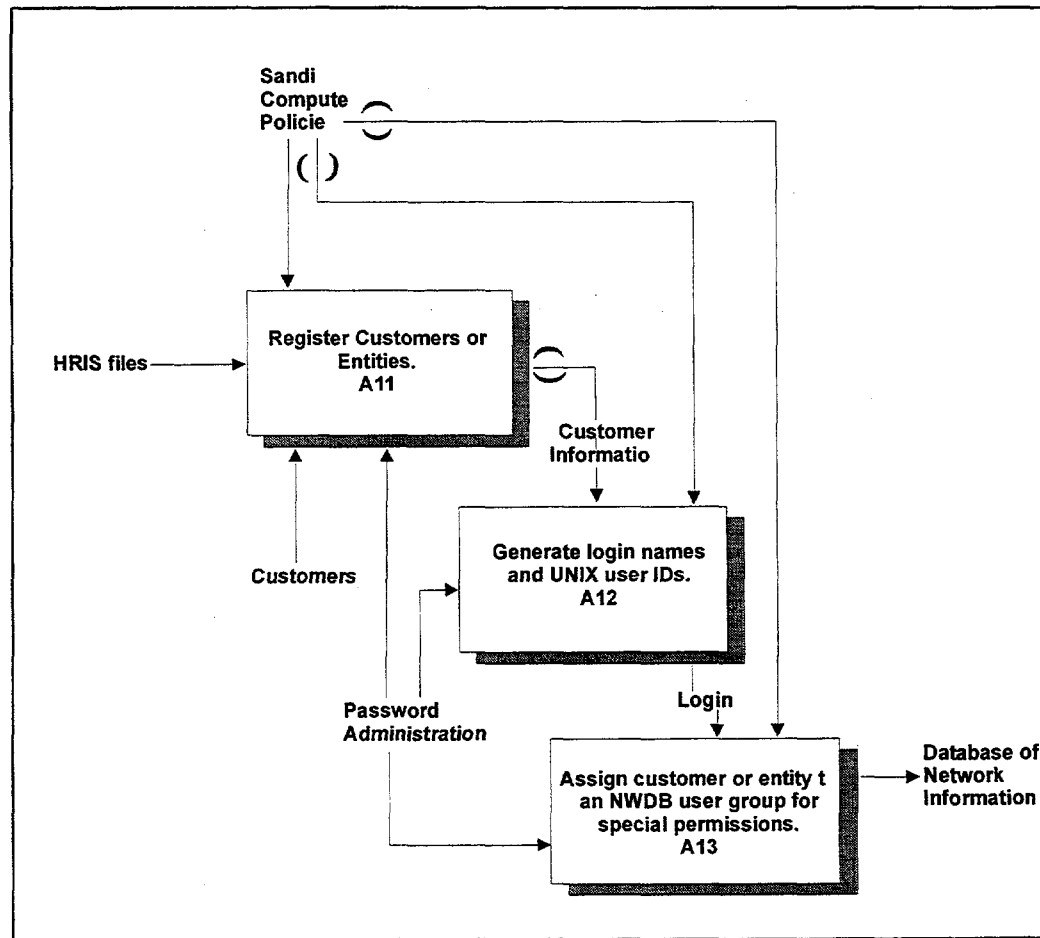 Sandi
Compute
Policie
Register Customers or
Entities.
A11
HRIS files
Customer
Informatio
Customers
Generate login names
and UNIX user IDs.
A12
Password
Administration
Login
Assign customer or entity t
an NWDB user group for
special permissions.
A13
Database of
Network
Information